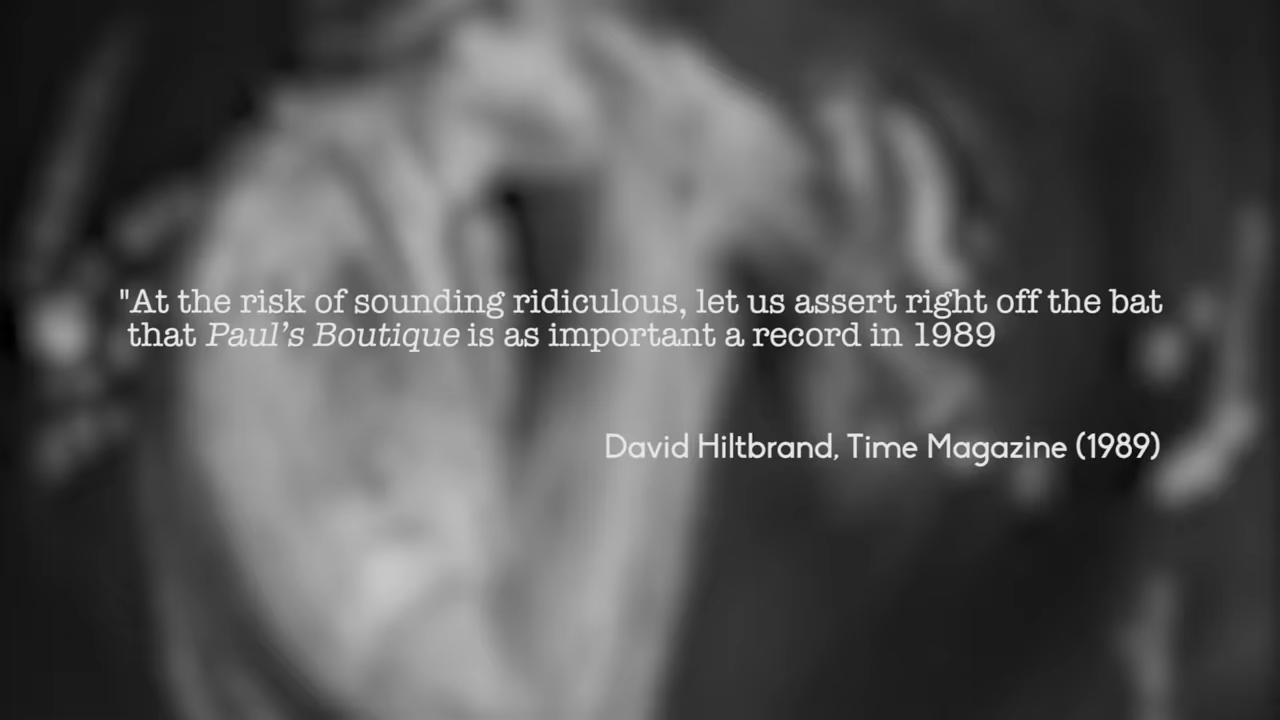 "At the risk of sounding ridiculous, let us assert right off the bat
that Paul’s Boutique is as important a record in 1989
David Hiltbrand, Time Magazine (1989)